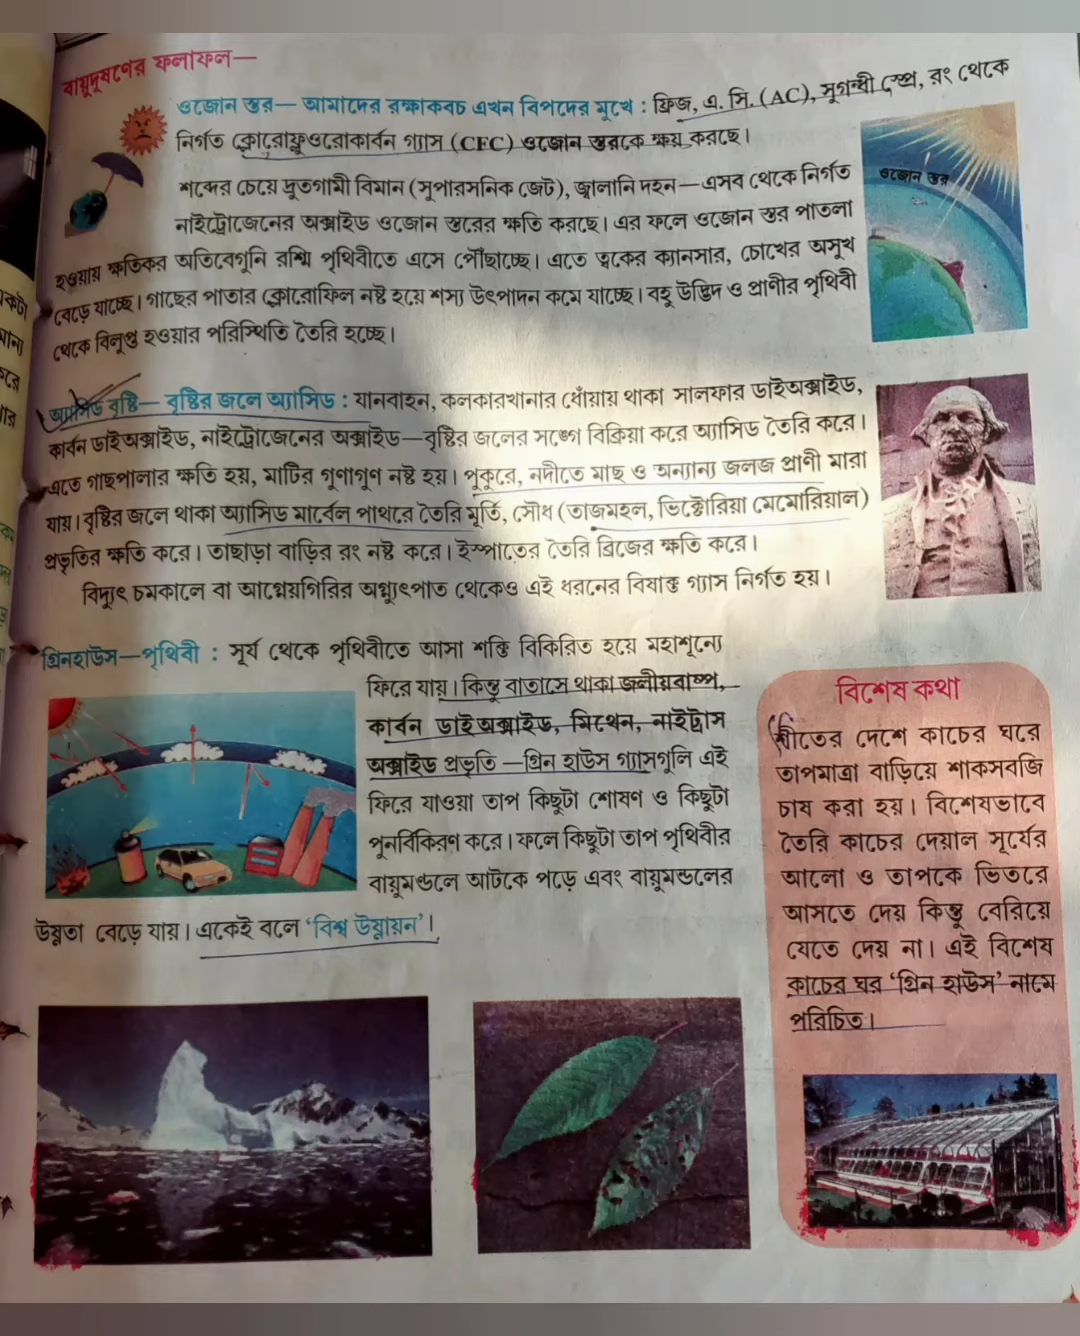 বায়ুদূষণের ফলাফল—
ওজোন স্তর— আমাদের রক্ষাকবচ এখন বিপদের মুখে : ফ্রিজ, এ. সি. (AC), সুগন্ধী স্প্রে, রং থেকে
নির্গত ক্লোরোফ্লুওরোকার্বন গ্যাস (CFC) ওজোন স্তরকে ক্ষয় করছে।
শব্দের চেয়ে দ্রুতগামী বিমান (সুপারসনিক জেট), জ্বালানি দহন—এসব থেকে নির্গত
নাইট্রোজেনের অক্সাইড ওজোন স্তরের ক্ষতি করছে। এর ফলে ওজোন স্তর পাতলা
হওয়ায় ক্ষতিকর অতিবেগুনি রশ্মি পৃথিবীতে এসে পৌঁছাচ্ছে। এতে ত্বকের ক্যানসার, চোখের অসুখ
বেড়ে যাচ্ছে। গাছের পাতার ক্লোরোফিল নষ্ট হয়ে শস্য উৎপাদন কমে যাচ্ছে। বহু উদ্ভিদ ও প্রাণীর পৃথিবী
থেকে বিলুপ্ত হওয়ার পরিস্থিতি তৈরি হচ্ছে।
ওজোন স্তর
অ্যাসিড বৃষ্টি— বৃষ্টির জলে অ্যাসিড : যানবাহন, কলকারখানার ধোঁয়ায় থাকা সালফার ডাইঅক্সাইড,
কার্বন ডাইঅক্সাইড, নাইট্রোজেনের অক্সাইড—বৃষ্টির জলের সঙ্গে বিক্রিয়া করে অ্যাসিড তৈরি করে।
এতে গাছপালার ক্ষতি হয়, মাটির গুণাগুণ নষ্ট হয়। পুকুরে, নদীতে মাছ ও অন্যান্য জলজ প্রাণী মারা
যায়। বৃষ্টির জলে থাকা অ্যাসিড মার্বেল পাথরে তৈরি মূর্তি, সৌধ (তাজমহল, ভিক্টোরিয়া মেমোরিয়াল)
প্রভৃতির ক্ষতি করে। তাছাড়া বাড়ির রং নষ্ট করে। ইস্পাতের তৈরি ব্রিজের ক্ষতি করে।
বিদ্যুৎ চমকালে বা আগ্নেয়গিরির অগ্ন্যুৎপাত থেকেও এই ধরনের বিষাক্ত গ্যাস নির্গত হয়।
গ্রিনহাউস—পৃথিবী : সূর্য থেকে পৃথিবীতে আসা শক্তি বিকিরিত হয়ে মহাশূন্যে
ফিরে যায়। কিন্তু বাতাসে থাকা জলীয়বাষ্প,
কার্বন ডাইঅক্সাইড, মিথেন, নাইট্রাস
অক্সাইড প্রভৃতি —গ্রিন হাউস গ্যাসগুলি এই
ফিরে যাওয়া তাপ কিছুটা শোষণ ও কিছুটা
পুনর্বিকিরণ করে। ফলে কিছুটা তাপ পৃথিবীর
বায়ুমণ্ডলে আটকে পড়ে এবং বায়ুমণ্ডলের
উষ্ণতা বেড়ে যায়। একেই বলে ‘বিশ্ব উষ্ণায়ন’।
বিশেষ কথা
শীতের দেশে কাচের ঘরে
তাপমাত্রা বাড়িয়ে শাকসবজি
চাষ করা হয়। বিশেষভাবে
তৈরি কাচের দেয়াল সূর্যের
আলো ও তাপকে ভিতরে
আসতে দেয় কিন্তু বেরিয়ে
যেতে দেয় না। এই বিশেষ
কাচের ঘর ‘গ্রিন হাউস’ নামে
পরিচিত।